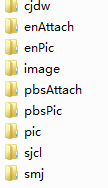 cjdw
enAttach
enPic
image
pbsAttach
pbsPic
pic
sjcl
smj